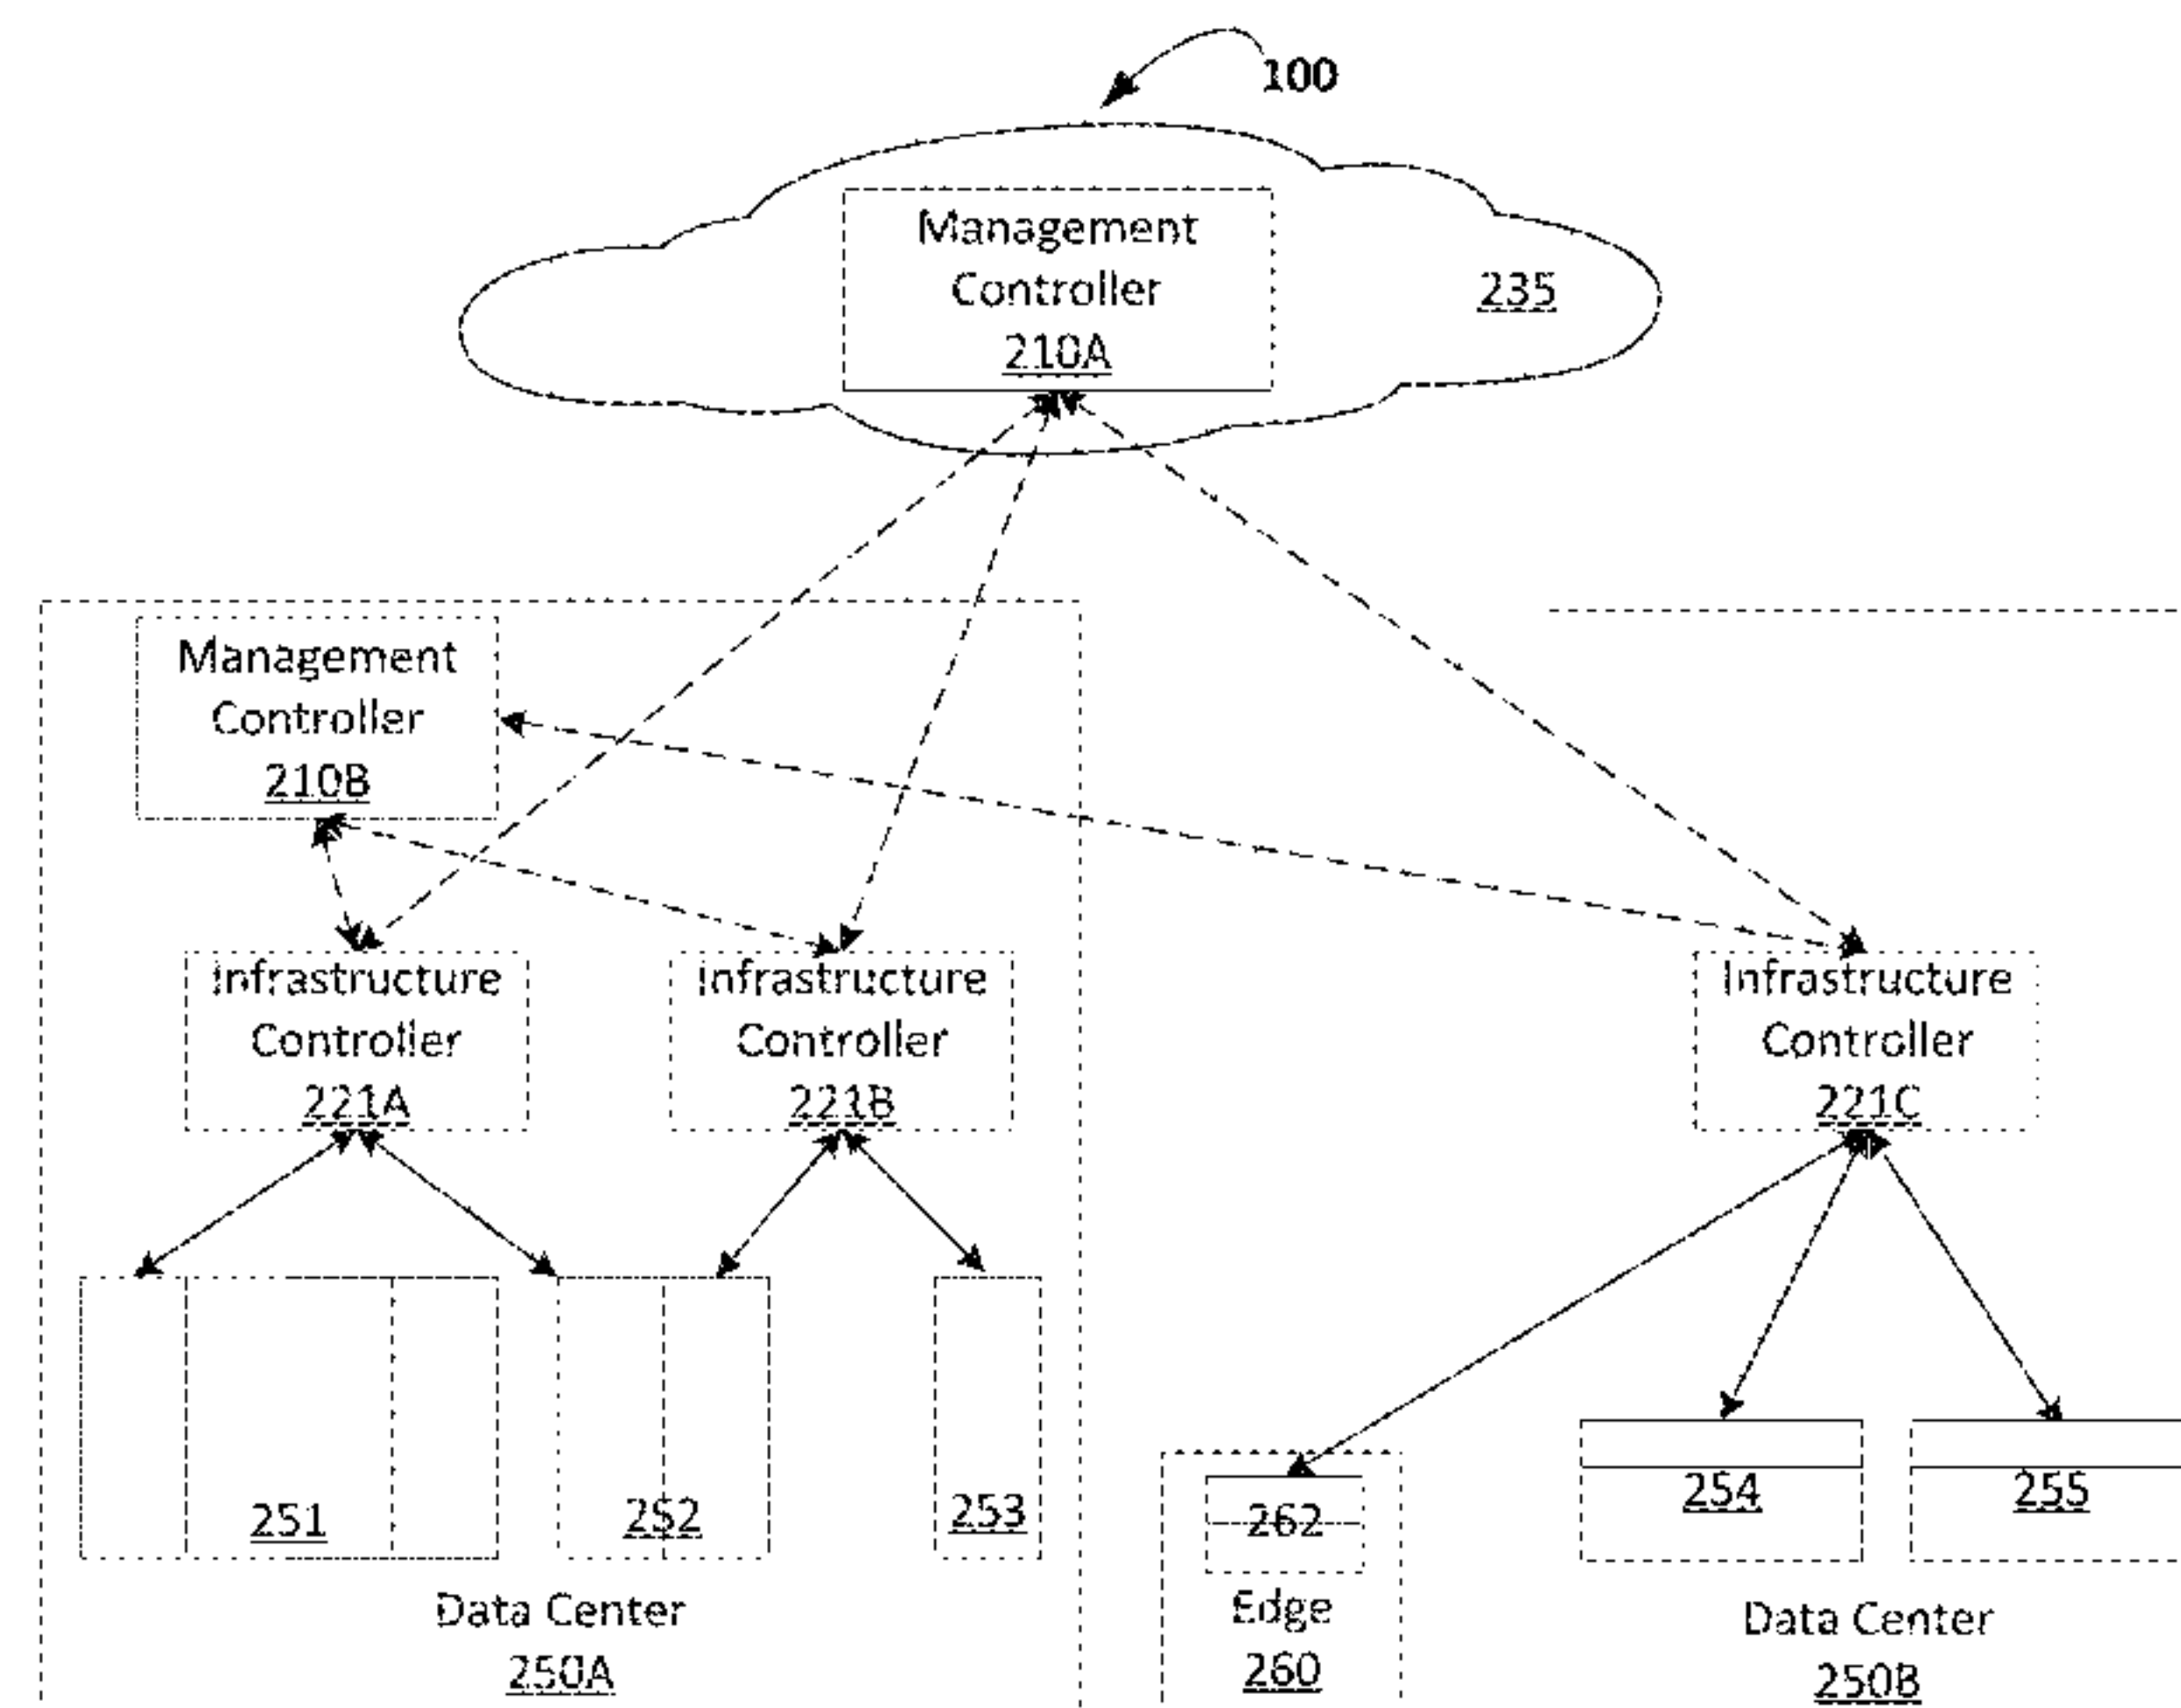 100
Management
Controller
210A
235
Management
Controller
210B
Infrastructure
Controller
221A
Infrastructure
Controller
221B
Infrastructure
Controller
221C
251
252
253
262
254
255
Data Center
250A
Edge
260
Data Center
250B